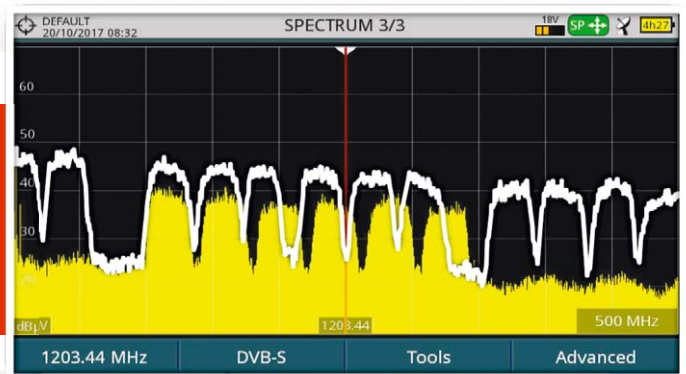 DEFAULT
20/10/2017 08:32
SPECTRUM 3/3
18V
SP
4h27
60
50
40
30
20
dBµV
1203.44
500 MHz
1203.44 MHz
DVB-S
Tools
Advanced